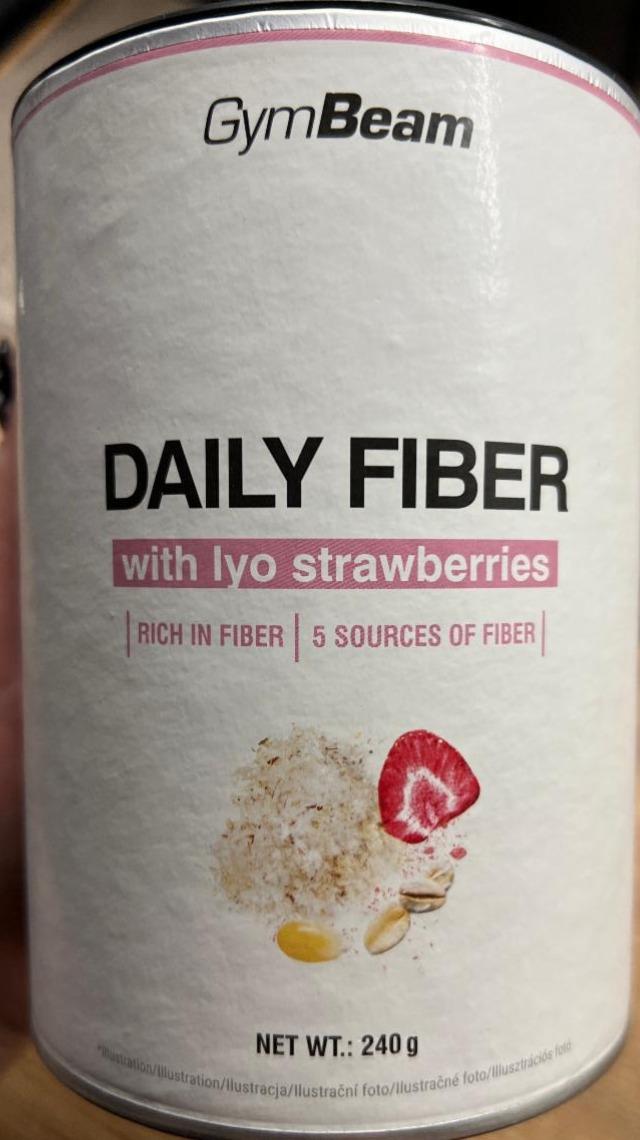 GymBeam
DAILY FIBER
with lyo strawberries
RICH IN FIBER | 5 SOURCES OF FIBER
NET WT.: 240 g
*Illustration/Illustration/Ilustracja/Ilustrační foto/Ilustračné foto/Illusztrációs fotó